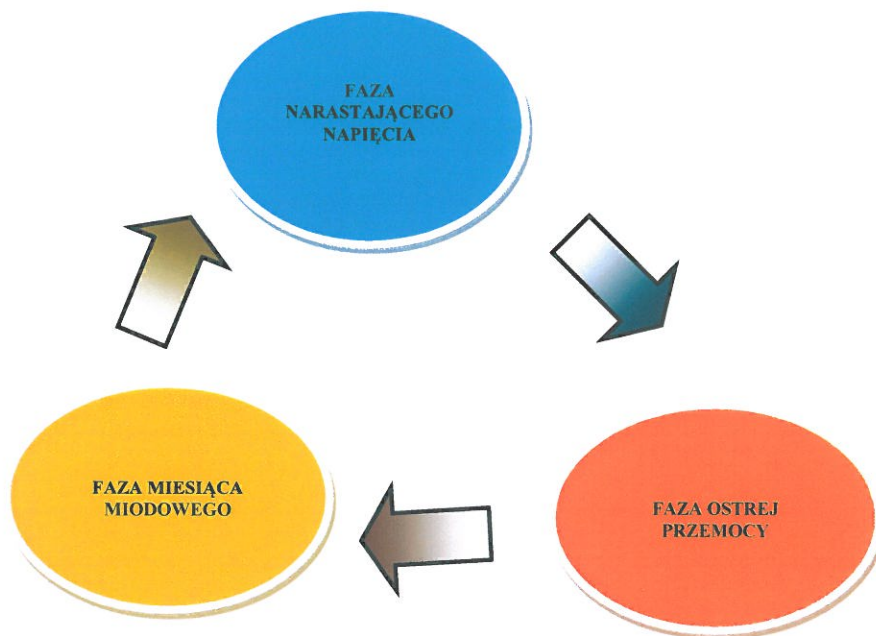 FAZA
NARASTAJĄCEGO
NAPIĘCIA
FAZA MIESIĄCA
MIODOWEGO
FAZA OSTREJ
PRZEMOCY